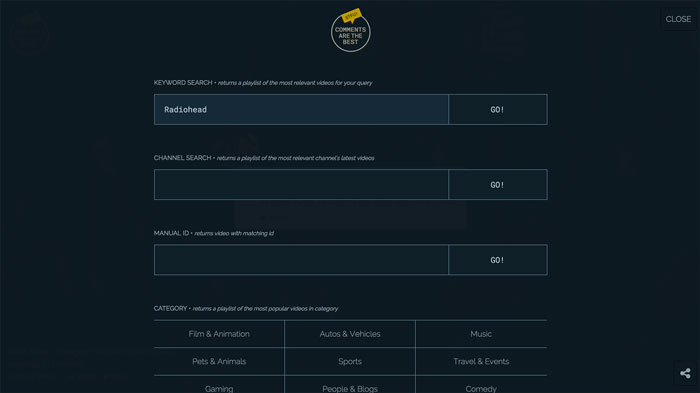 COMMENTS
ARE THE
BEST
CLOSE
KEYWORD SEARCH • returns a playlist of the most relevant videos for your query
Radiohead
GO!
CHANNEL SEARCH • returns a playlist of the most relevant channel's latest videos
GO!
MANUAL ID • returns video with matching id
GO!
CATEGORY • returns a playlist of the most popular videos in category
Film & Animation
Autos & Vehicles
Music
Pets & Animals
Sports
Travel & Events
Gaming
People & Blogs
Comedy